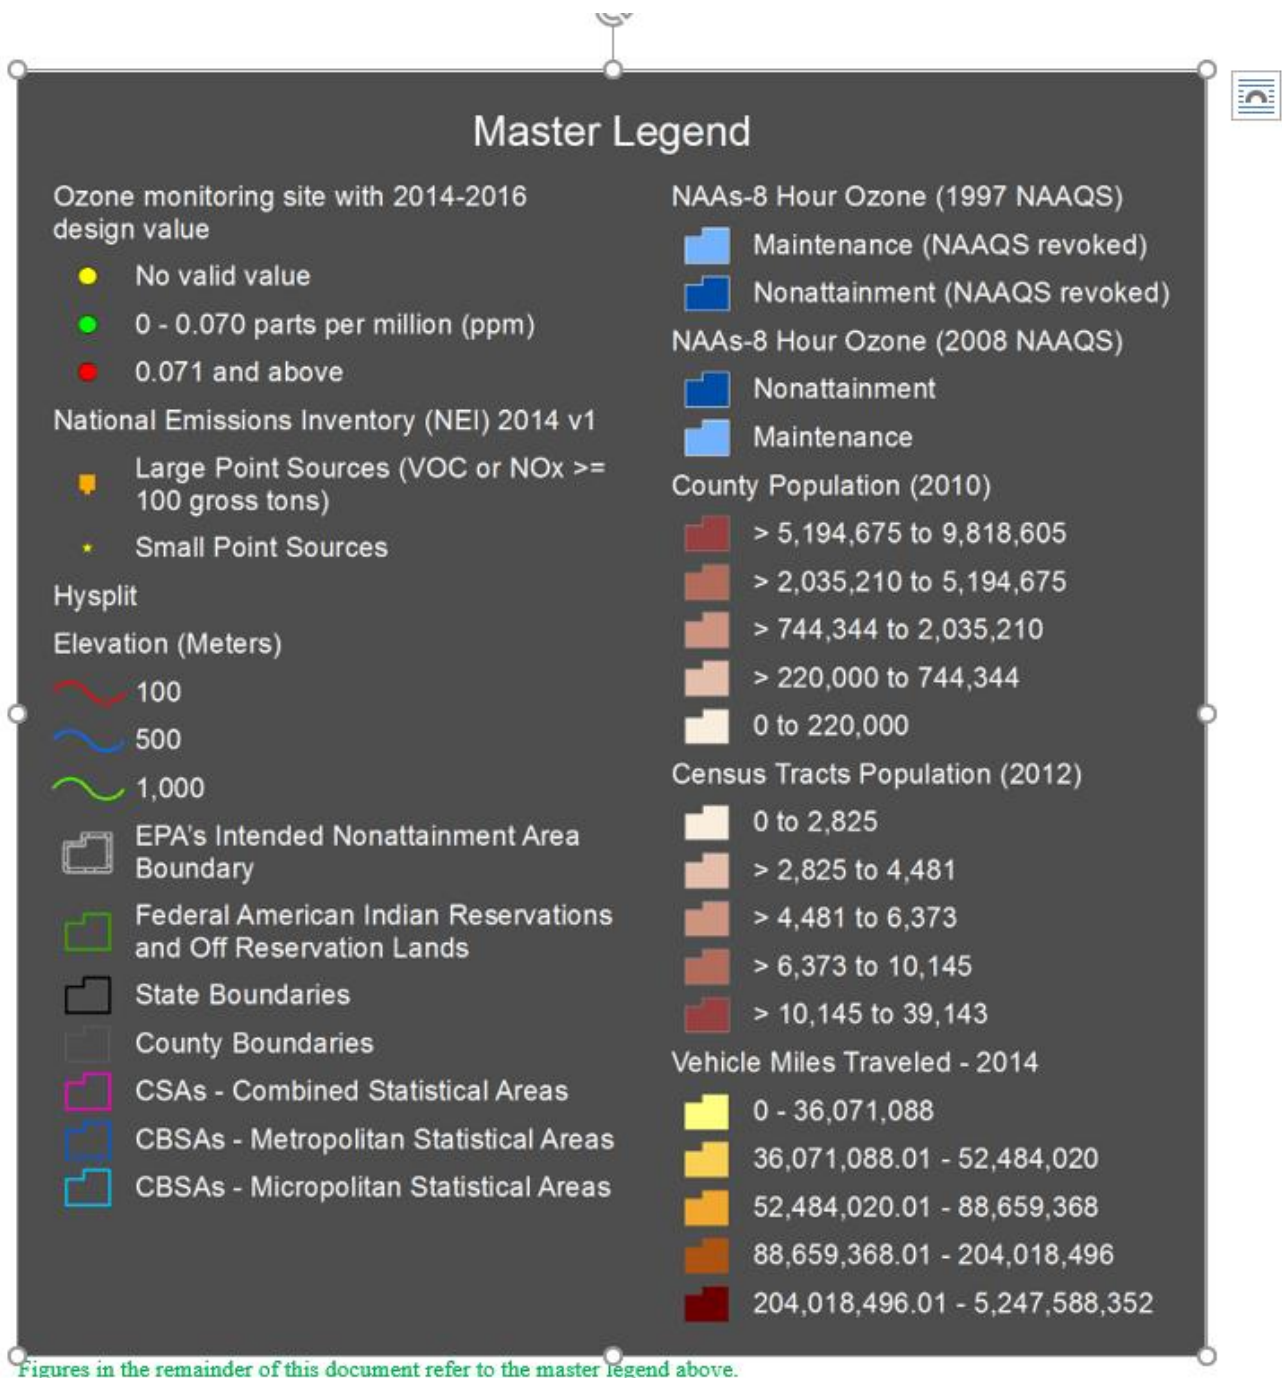 Master Legend
Ozone monitoring site with 2014-2016
design value
No valid value
0 - 0.070 parts per million (ppm)
0.071 and above
National Emissions Inventory (NEI) 2014 v1
Large Point Sources (VOC or NOx >=
100 gross tons)
Small Point Sources
Hysplit
Elevation (Meters)
100
500
1,000
EPA's Intended Nonattainment Area
Boundary
Federal American Indian Reservations
and Off Reservation Lands
State Boundaries
County Boundaries
CSAs - Combined Statistical Areas
CBSAs - Metropolitan Statistical Areas
CBSAs - Micropolitan Statistical Areas
NAAs-8 Hour Ozone (1997 NAAQS)
Maintenance (NAAQS revoked)
Nonattainment (NAAQS revoked)
NAAs-8 Hour Ozone (2008 NAAQS)
Nonattainment
Maintenance
County Population (2010)
> 5,194,675 to 9,818,605
> 2,035,210 to 5,194,675
> 744,344 to 2,035,210
> 220,000 to 744,344
0 to 220,000
Census Tracts Population (2012)
0 to 2,825
> 2,825 to 4,481
> 4,481 to 6,373
> 6,373 to 10,145
> 10,145 to 39,143
Vehicle Miles Traveled - 2014
0 - 36,071,088
36,071,088.01 - 52,484,020
52,484,020.01 - 88,659,368
88,659,368.01 - 204,018,496
204,018,496.01 - 5,247,588,352
Figures in the remainder of this document refer to the master legend above.